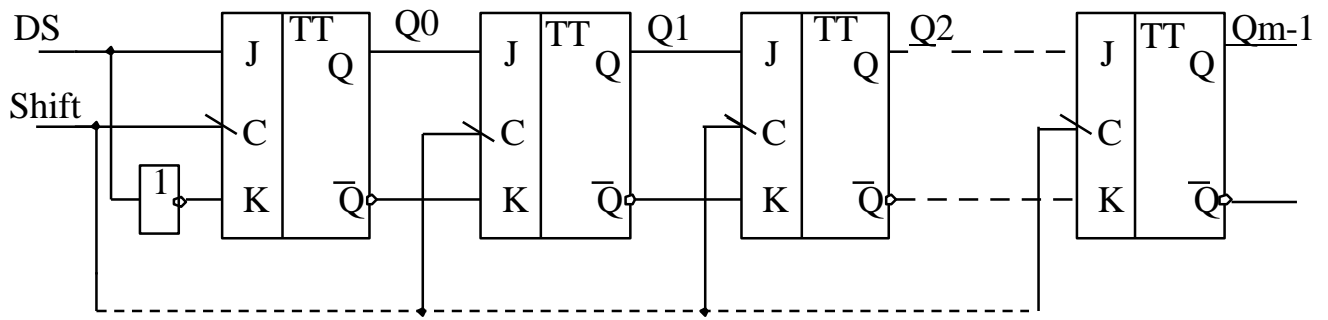 DS J TT Q Q0 J TT Q Q1 J TT Q Q2 J TT Q Qm-1
Shift C C C C
1 K Q̅ K Q̅ K Q̅ K Q̅